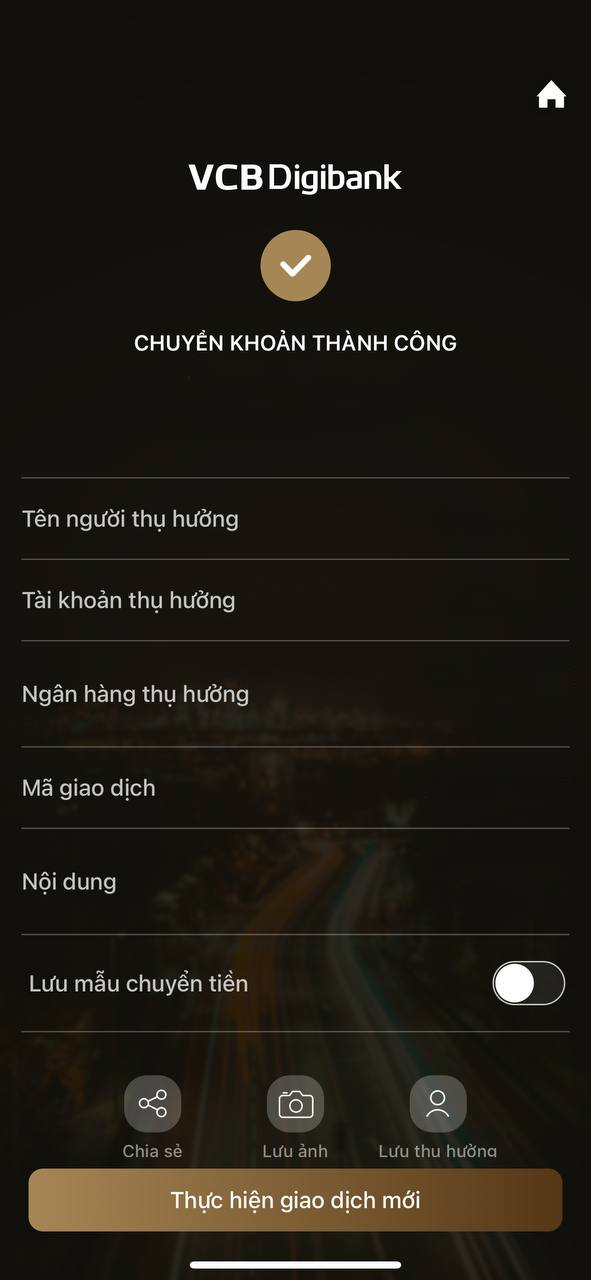 VCB Digibank
CHUYỂN KHOẢN THÀNH CÔNG
Tên người thụ hưởng
Tài khoản thụ hưởng
Ngân hàng thụ hưởng
Mã giao dịch
Nội dung
Lưu mẫu chuyển tiền
Chia sẻ
Lưu ảnh
Lưu thụ hưởng
Thực hiện giao dịch mới